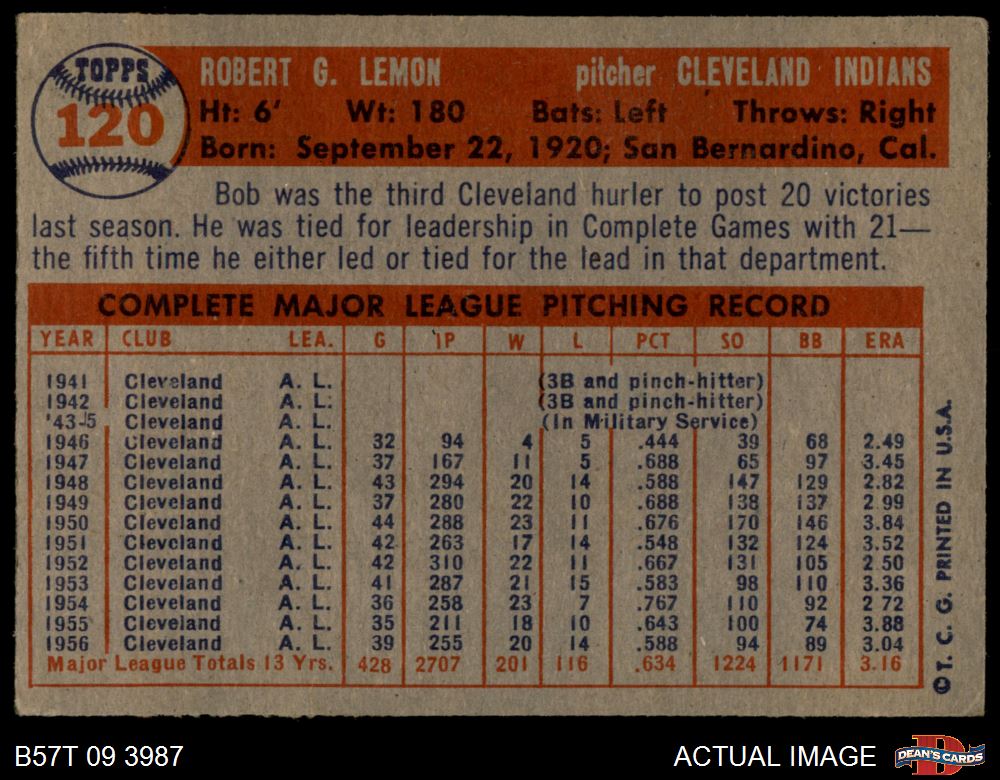 TOPPS
120
ROBERT G. LEMON pitcher CLEVELAND INDIANS
Ht: 6' Wt: 180 Bats: Left Throws: Right
Born: September 22, 1920; San Bernardino, Cal.
Bob was the third Cleveland hurler to post 20 victories
last season. He was tied for leadership in Complete Games with 21—
the fifth time he either led or tied for the lead in that department.
COMPLETE MAJOR LEAGUE PITCHING RECORD
YEAR CLUB LEA. G IP W L PCT SO BB ERA
1941 Cleveland A. L. (3B and pinch-hitter)
1942 Cleveland A. L. (3B and pinch-hitter)
'43-5 Cleveland A. L. (In Military Service)
1946 Cleveland A. L. 32 94 4 5 .444 39 68 2.49
1947 Cleveland A. L. 37 167 11 5 .688 65 97 3.45
1948 Cleveland A. L. 43 294 20 14 .588 147 129 2.82
1949 Cleveland A. L. 37 280 22 10 .688 138 137 2.99
1950 Cleveland A. L. 44 288 23 11 .676 170 146 3.84
1951 Cleveland A. L. 42 263 17 14 .548 132 124 3.52
1952 Cleveland A. L. 42 310 22 11 .667 131 105 2.50
1953 Cleveland A. L. 41 287 21 15 .583 98 110 3.36
1954 Cleveland A. L. 36 258 23 7 .767 110 92 2 72
1955 Cleveland A. L. 35 211 18 10 .643 100 74 3.88
1956 Cleveland A. L. 39 255 20 14 .588 94 89 3.04
Major League Totals 13 Yrs. 428 2707 201 116 .634 1224 1171 3.16
©T. C. G. PRINTED IN U.S.A.
B57T 09 3987 ACTUAL IMAGE
D
DEAN'S CARDS